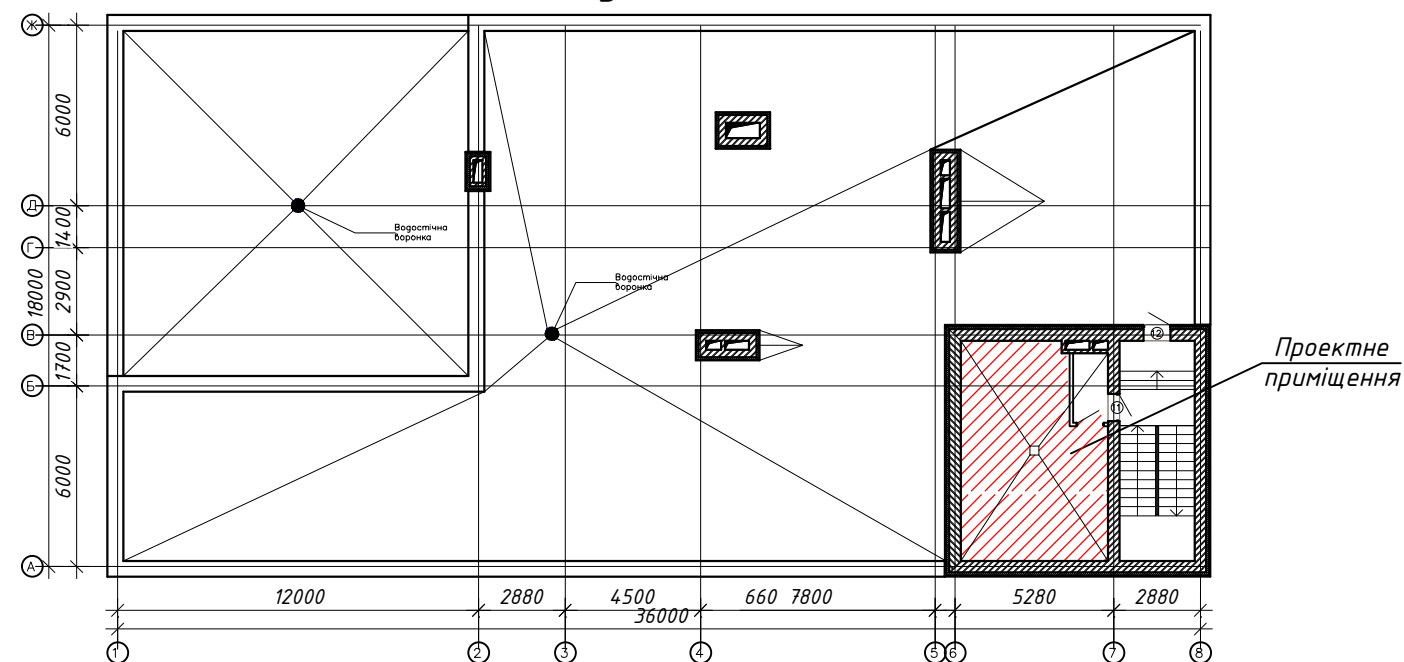 Ж
6000
Д
1400
Г
18000
2900
В
1700
Б
6000
А
Водостічна
воронка
Водостічна
воронка
12
11
Проектне
приміщення
12000
2880
4500
660
7800
5280
2880
36000
1
2
3
4
5
6
7
8